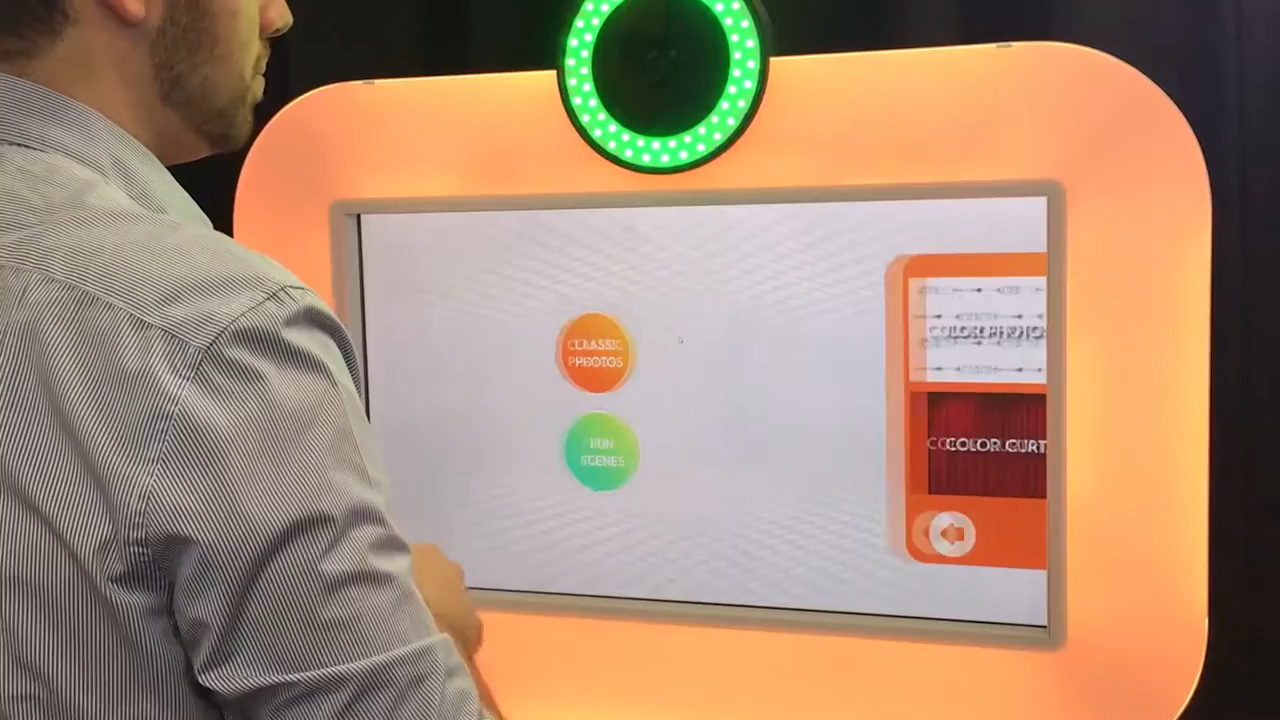 CLASSIC
PHOTOS
FUN
SCENES
COLOR PHOTO
COLOR CURT